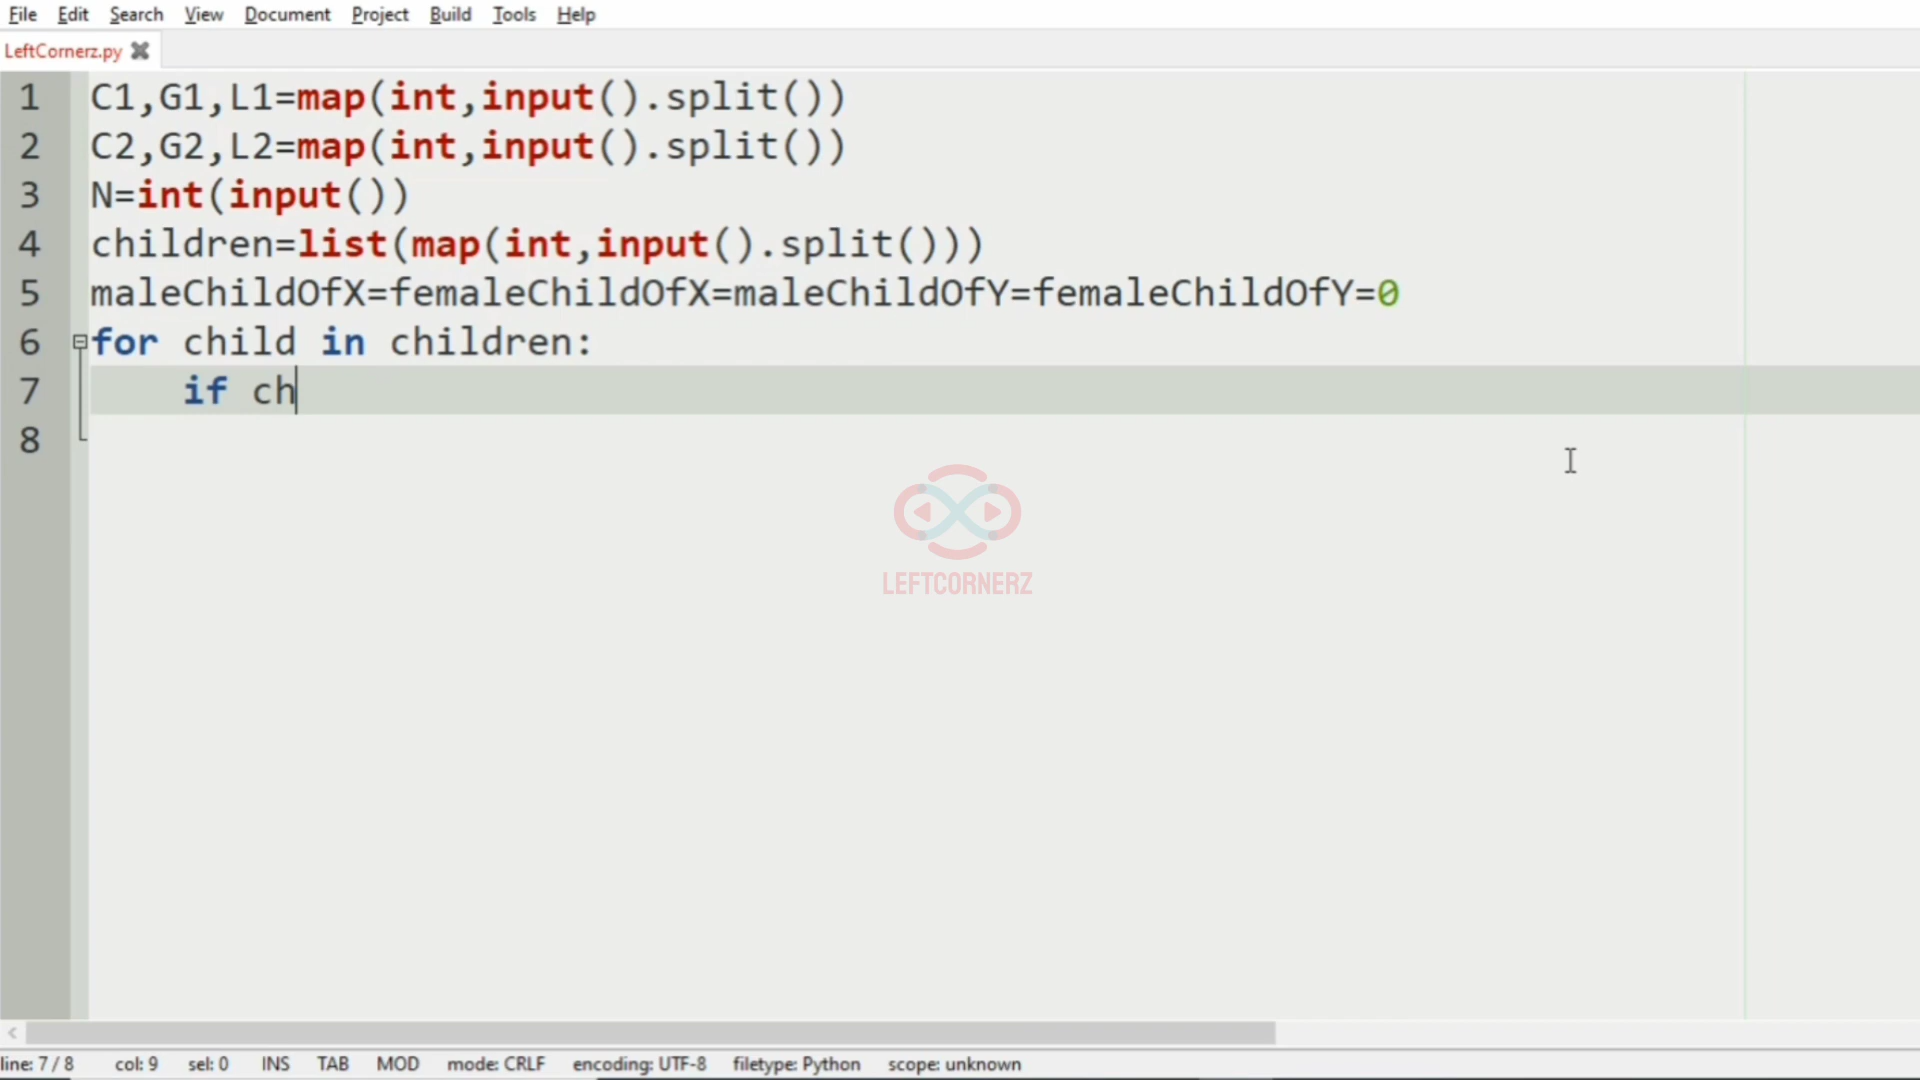 File Edit Search View Document Project Build Tools Help
LeftCornerz.py
1 C1,G1,L1=map(int,input().split())
2 C2,G2,L2=map(int,input().split())
3 N=int(input())
4 children=list(map(int,input().split()))
5 maleChildOfX=femaleChildOfX=maleChildOfY=femaleChildOfY=0
6 for child in children:
7     if ch
8
LEFTCORNERZ
line: 7 / 8 col: 9 sel: 0 INS TAB MOD mode: CRLF encoding: UTF-8 filetype: Python scope: unknown